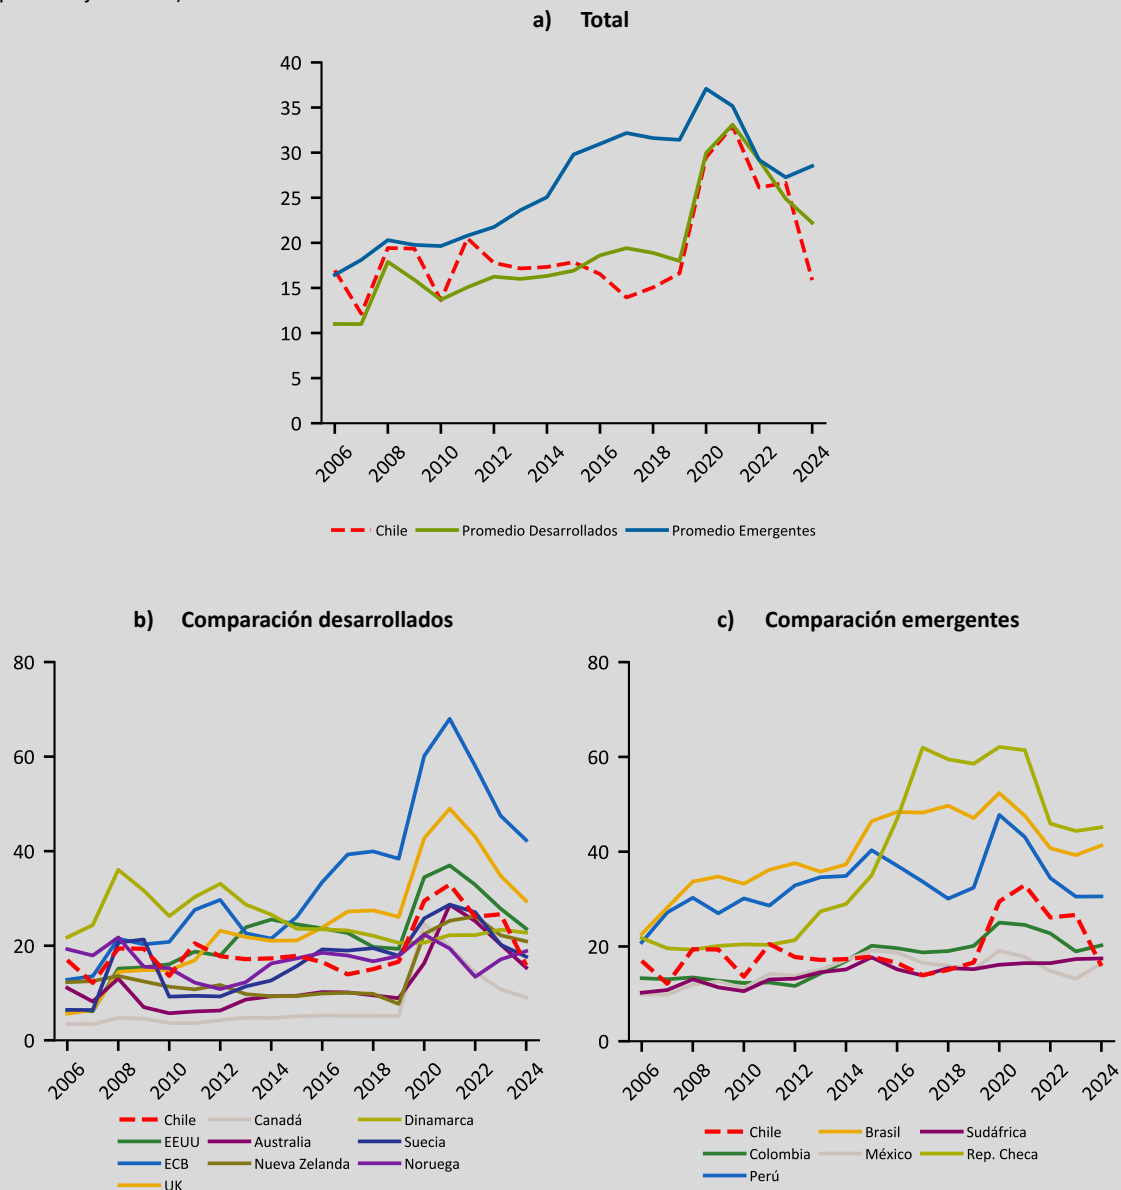 a) Total
40
35
30
25
20
15
10
5
0
2006 2008 2010 2012 2014 2016 2018 2020 2022 2024
Chile Promedio Desarrollados Promedio Emergentes
b) Comparación desarrollados
80
60
40
20
0
2006 2008 2010 2012 2014 2016 2018 2020 2022 2024
Chile Canadá Dinamarca
EEUU Australia Suecia
ECB Nueva Zelanda Noruega
UK
c) Comparación emergentes
80
60
40
20
0
2006 2008 2010 2012 2014 2016 2018 2020 2022 2024
Chile Brasil Sudáfrica
Colombia México Rep. Checa
Perú